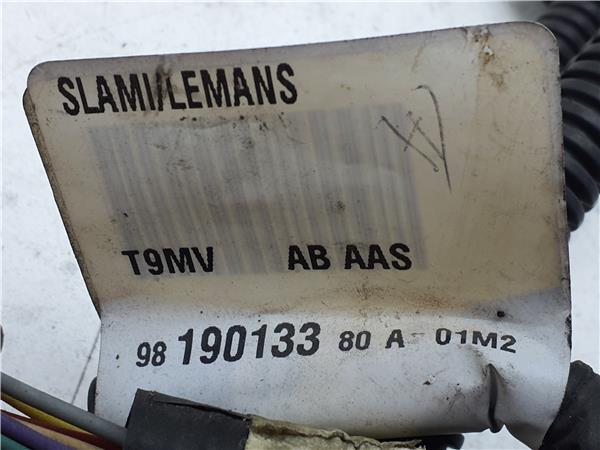 SLAMI/LEMANS
T9MV AB AAS
98 190133 80 A 01M2